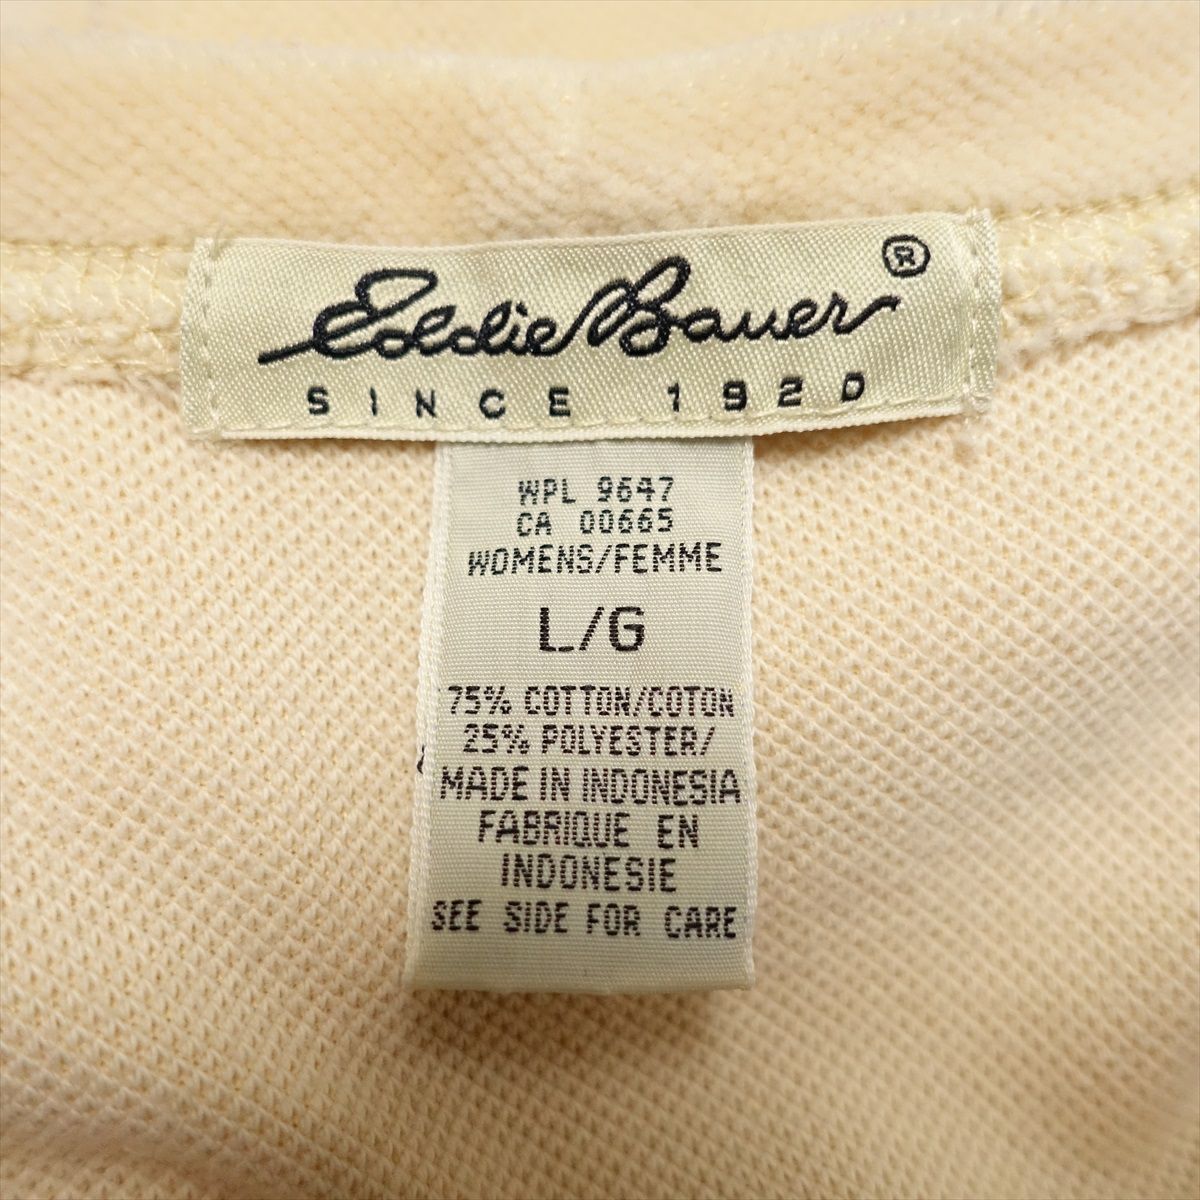 Eddie Bauer®
SINCE 1920
WPL 9647
CA 00665
WOMENS/FEMME
L/G
75% COTTON/COTON
25% POLYESTER/
MADE IN INDONESIA
FABRIQUE EN
INDONESIE
SEE SIDE FOR CARE